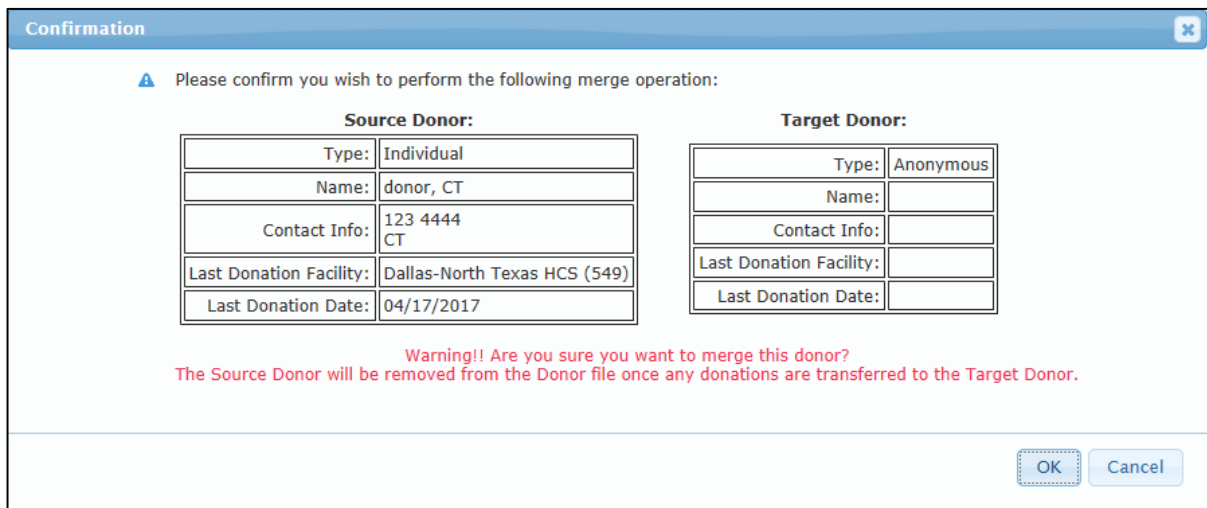 Confirmation
Please confirm you wish to perform the following merge operation:
Source Donor:
Type: Individual
Name: donor, CT
Contact Info: 123 4444
CT
Last Donation Facility: Dallas-North Texas HCS (549)
Last Donation Date: 04/17/2017
Target Donor:
Type: Anonymous
Name:
Contact Info:
Last Donation Facility:
Last Donation Date:
Warning!! Are you sure you want to merge this donor?
The Source Donor will be removed from the Donor file once any donations are transferred to the Target Donor.
OK Cancel